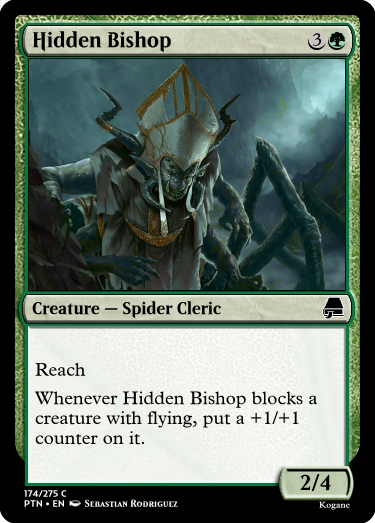 Hidden Bishop 3
Creature — Spider Cleric
Reach
Whenever Hidden Bishop blocks a
creature with flying, put a +1/+1
counter on it.
2/4
174/275 C
PTN • EN Sebastian Rodriguez
Kogane